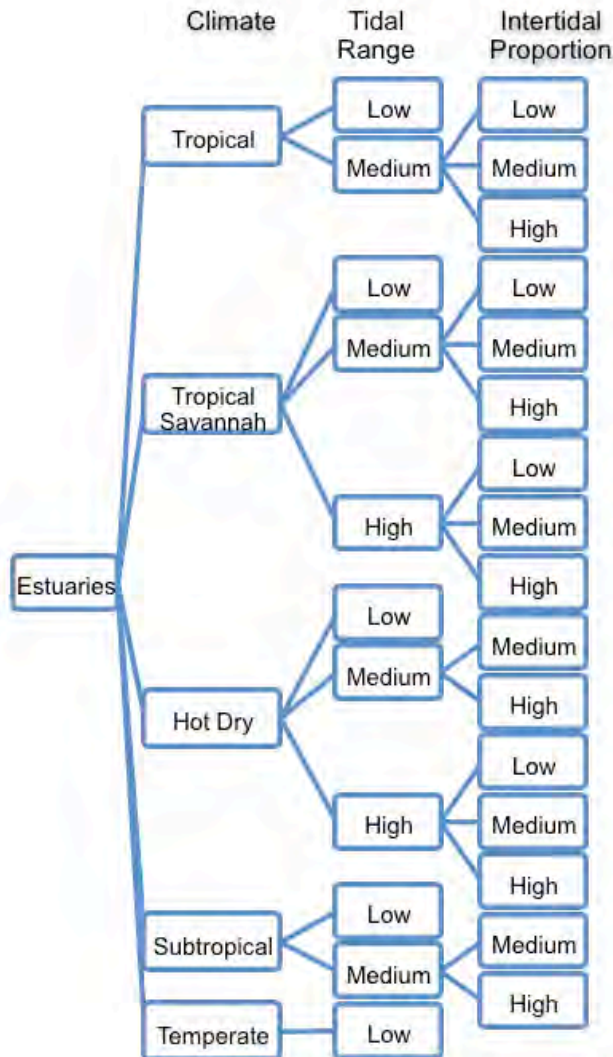 Climate
Tidal
Range
Intertidal
Proportion
Low
Low
Tropical
Medium
Medium
High
Low
Low
Medium
Medium
Tropical
Savannah
High
Low
High
Medium
High
Estuaries
Low
Medium
Medium
High
Hot Dry
Low
High
Medium
High
Low
Medium
Subtropical
Medium
High
Temperate
Low